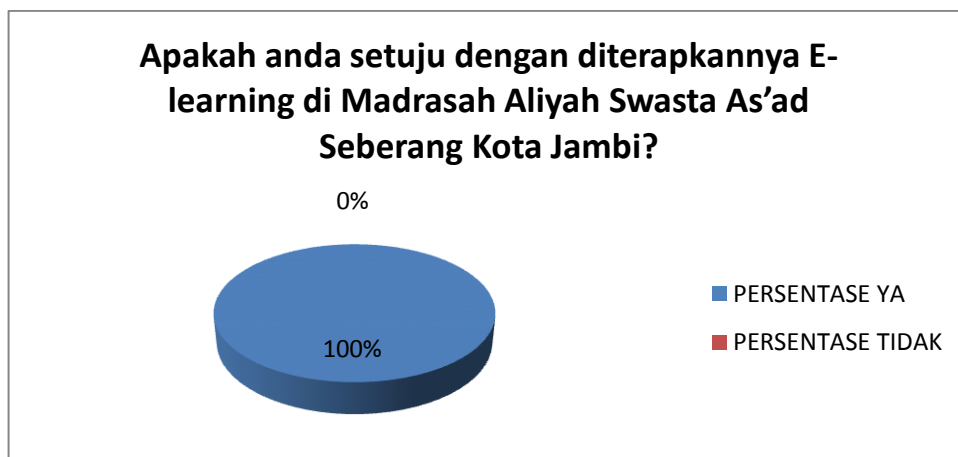 Apakah anda setuju dengan diterapkannya E-
learning di Madrasah Aliyah Swasta As’ad
Seberang Kota Jambi?
0%
100%
PERSENTASE YA
PERSENTASE TIDAK